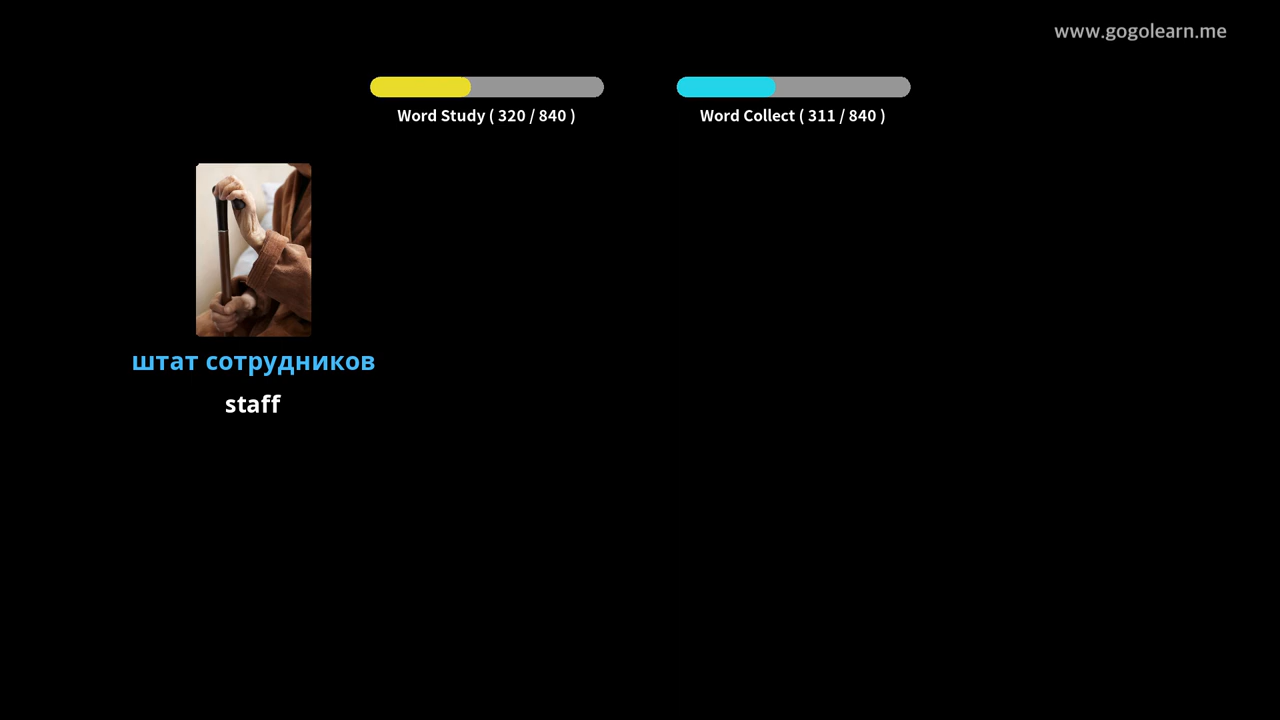 www.gogolearn.me
Word Study ( 320 / 840 )
Word Collect ( 311 / 840 )
штат сотрудников
staff